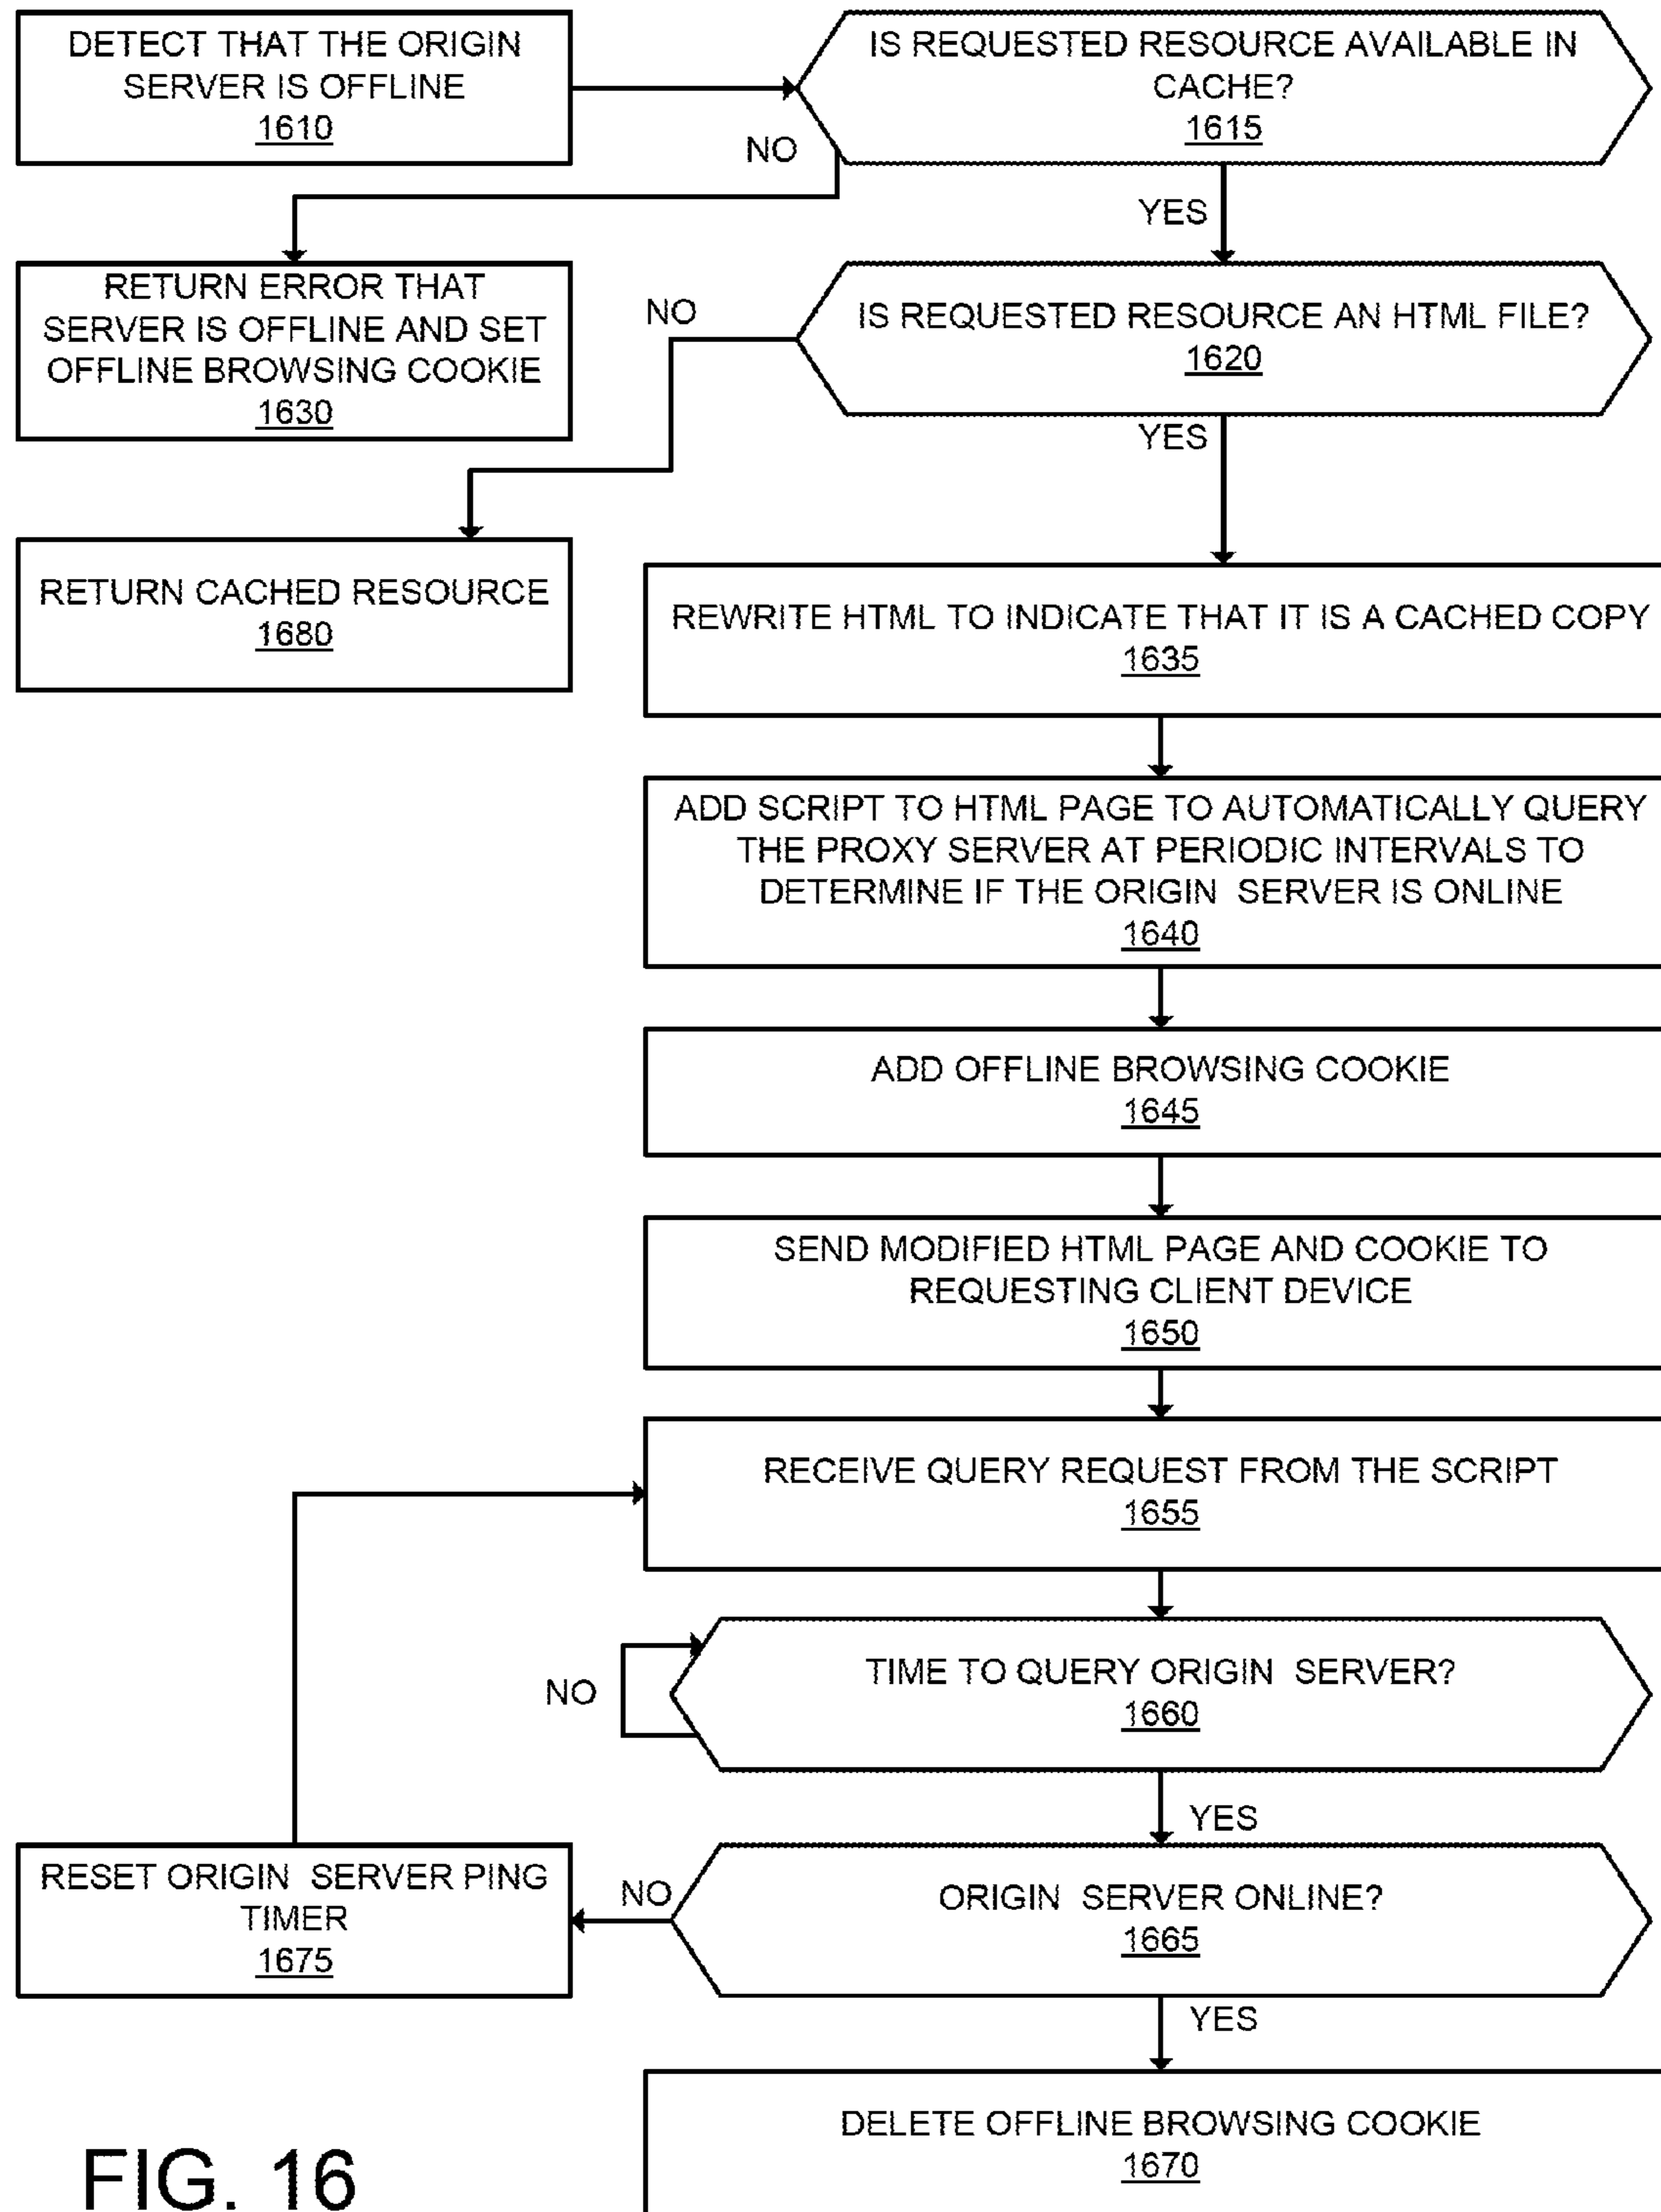 DETECT THAT THE ORIGIN
SERVER IS OFFLINE
1610
IS REQUESTED RESOURCE AVAILABLE IN
CACHE?
1615
NO
YES
RETURN ERROR THAT
SERVER IS OFFLINE AND SET
OFFLINE BROWSING COOKIE
1630
NO
IS REQUESTED RESOURCE AN HTML FILE?
1620
YES
RETURN CACHED RESOURCE
1680
REWRITE HTML TO INDICATE THAT IT IS A CACHED COPY
1635
ADD SCRIPT TO HTML PAGE TO AUTOMATICALLY QUERY
THE PROXY SERVER AT PERIODIC INTERVALS TO
DETERMINE IF THE ORIGIN SERVER IS ONLINE
1640
ADD OFFLINE BROWSING COOKIE
1645
SEND MODIFIED HTML PAGE AND COOKIE TO
REQUESTING CLIENT DEVICE
1650
RECEIVE QUERY REQUEST FROM THE SCRIPT
1655
NO
TIME TO QUERY ORIGIN SERVER?
1660
YES
RESET ORIGIN SERVER PING
TIMER
1675
NO
ORIGIN SERVER ONLINE?
1665
YES
DELETE OFFLINE BROWSING COOKIE
1670
FIG. 16